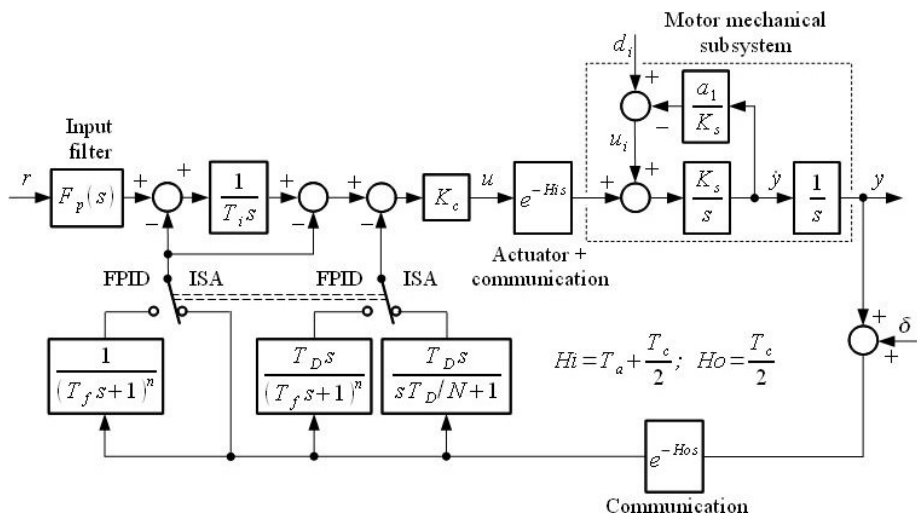 Motor mechanical
subsystem
d_i
+
a_1
K_s
−
Input
filter
u_i
r
F_p(s)
+
−
+
1
T_i s
+
−
+
−
K_c
u
e^{-His}
+
+
K_s
s
ẏ
1
s
y
Actuator +
communication
FPID ISA
FPID ISA
1
(T_f s+1)^n
T_D s
(T_f s+1)^n
T_D s
sT_D/N+1
Hi=T_a+T_c/2; Ho=T_c/2
+
δ
+
e^{-Hos}
Communication